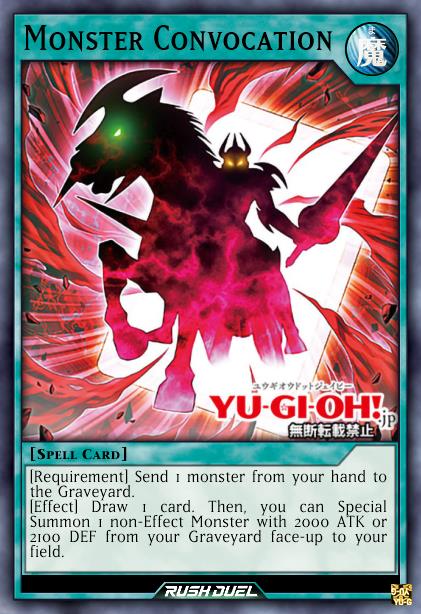 MONSTER CONVOCATION
ま
魔
ユウギオウドットジェイピー
YU-GI-OH!.jp
無断転載禁止
[SPELL CARD]
[Requirement] Send 1 monster from your hand to
the Graveyard.
[Effect] Draw 1 card. Then, you can Special
Summon 1 non-Effect Monster with 2000 ATK or
2100 DEF from your Graveyard face-up to your
field.
RUSH DUEL